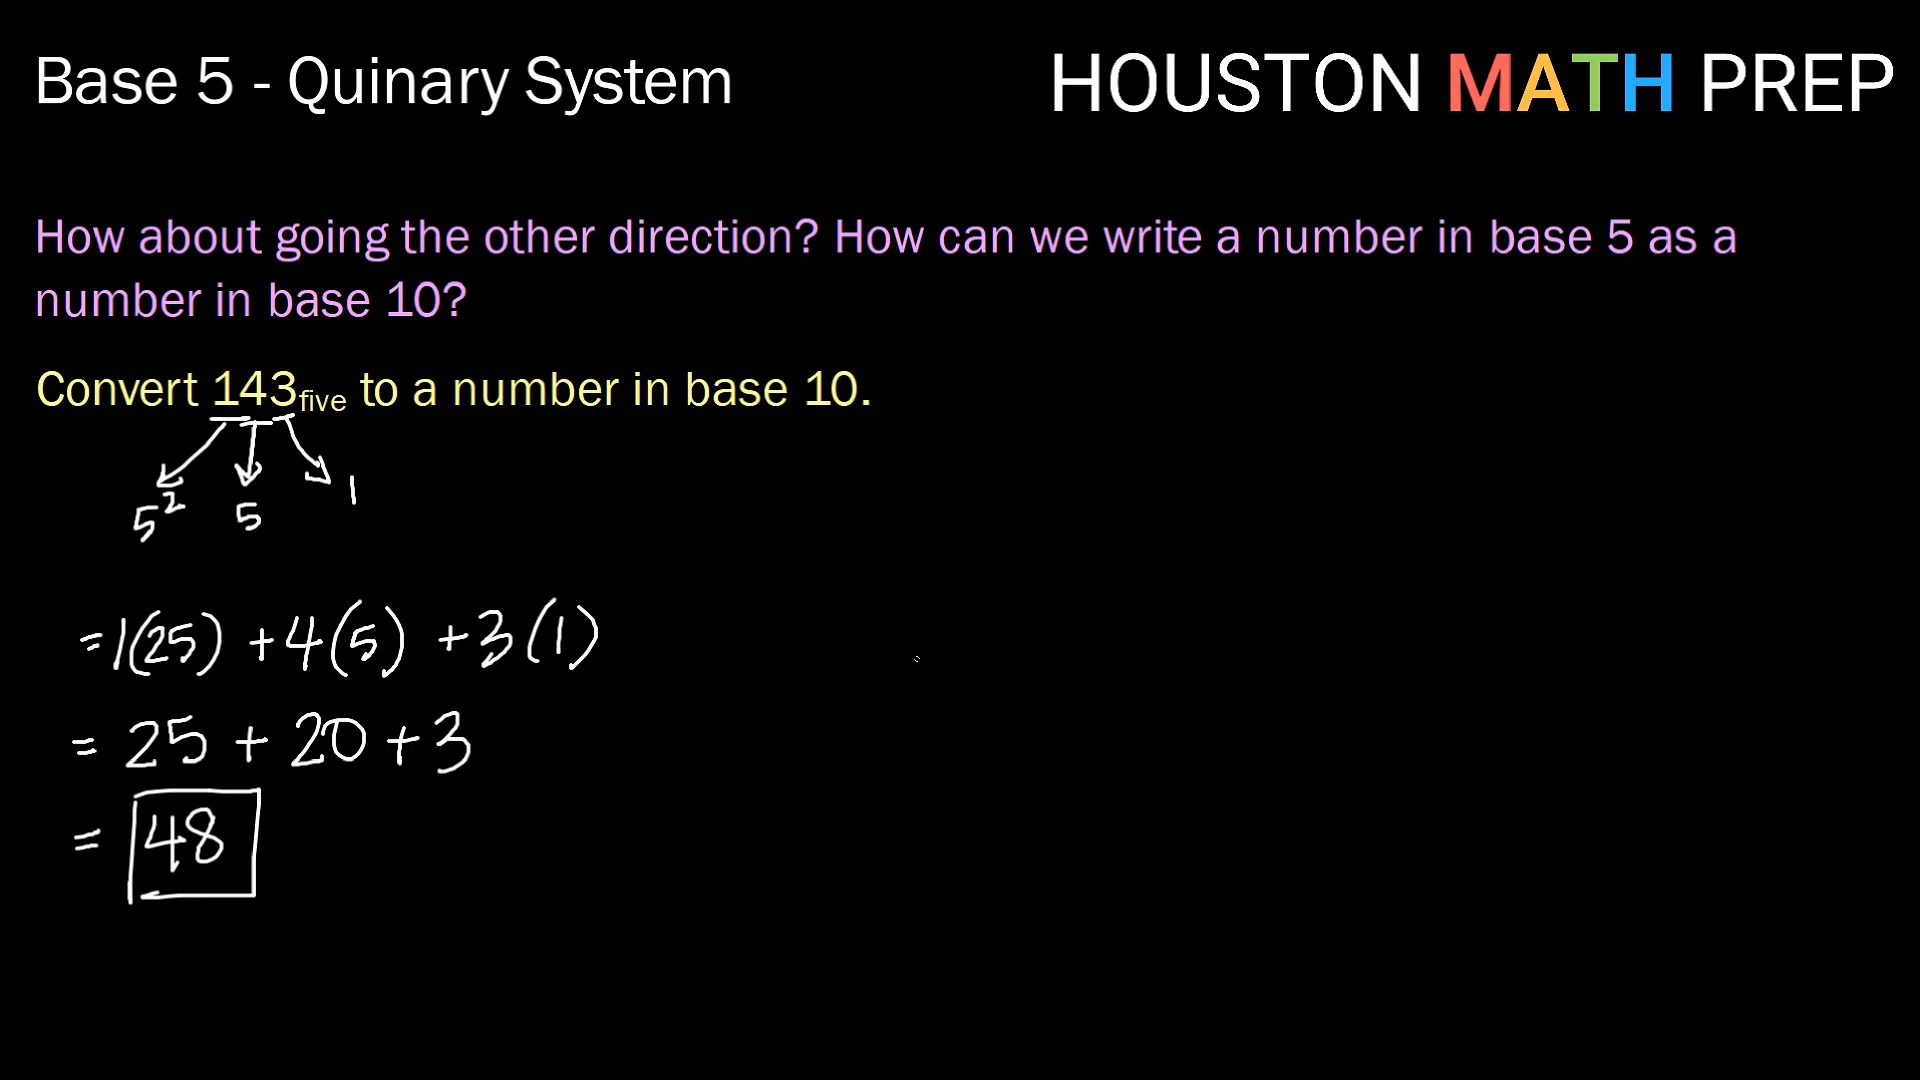 Base 5 - Quinary System
HOUSTON MATH PREP
How about going the other direction? How can we write a number in base 5 as a
number in base 10?
Convert 143five to a number in base 10.
5² 5 1
=1(25) +4(5) +3(1)
= 25 + 20 + 3
= 48